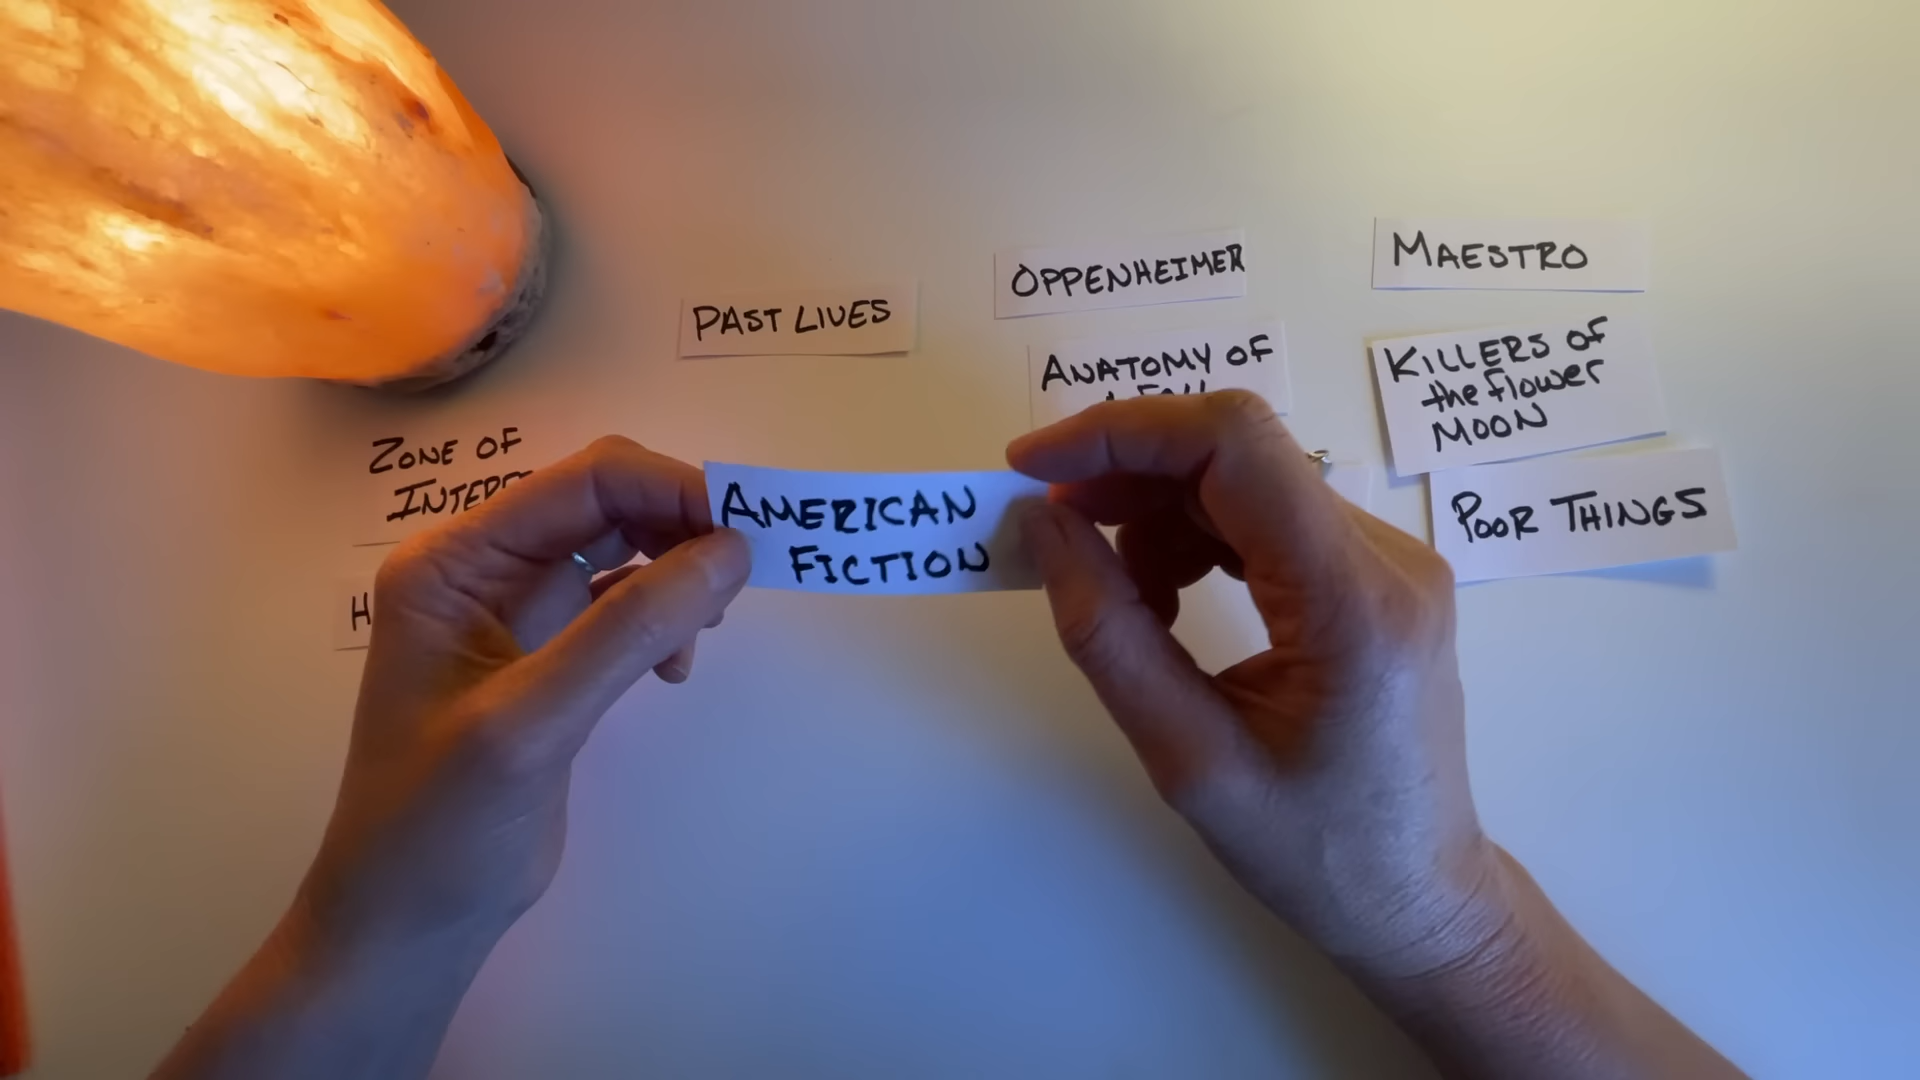 PAST LIVES
OPPENHEIMER
MAESTRO
ANATOMY OF
KILLERS OF
the flower
MOON
ZONE OF
AMERICAN
FICTION
POOR THINGS